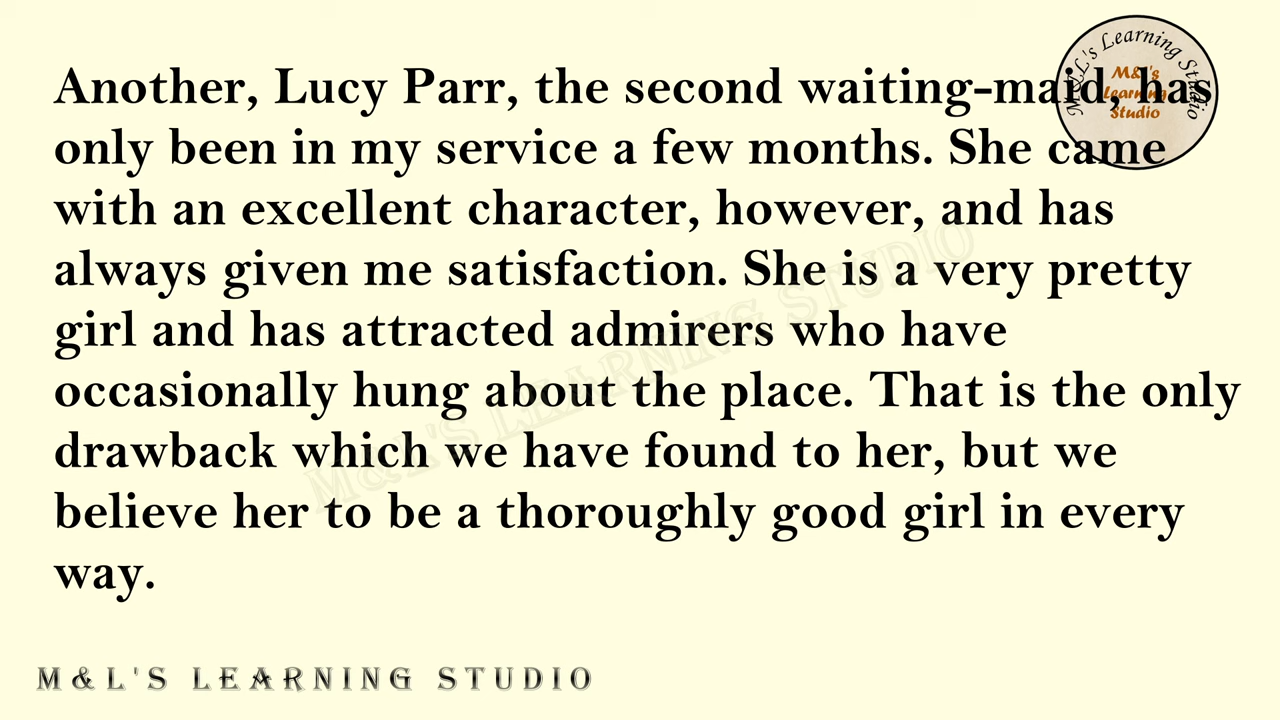 Another, Lucy Parr, the second waiting-maid, has
only been in my service a few months. She came
with an excellent character, however, and has
always given me satisfaction. She is a very pretty
girl and has attracted admirers who have
occasionally hung about the place. That is the only
drawback which we have found to her, but we
believe her to be a thoroughly good girl in every
way.
M&L's Learning Studio
M&L's
Learning
Studio
M&L'S LEARNING STUDIO
M&L'S LEARNING STUDIO